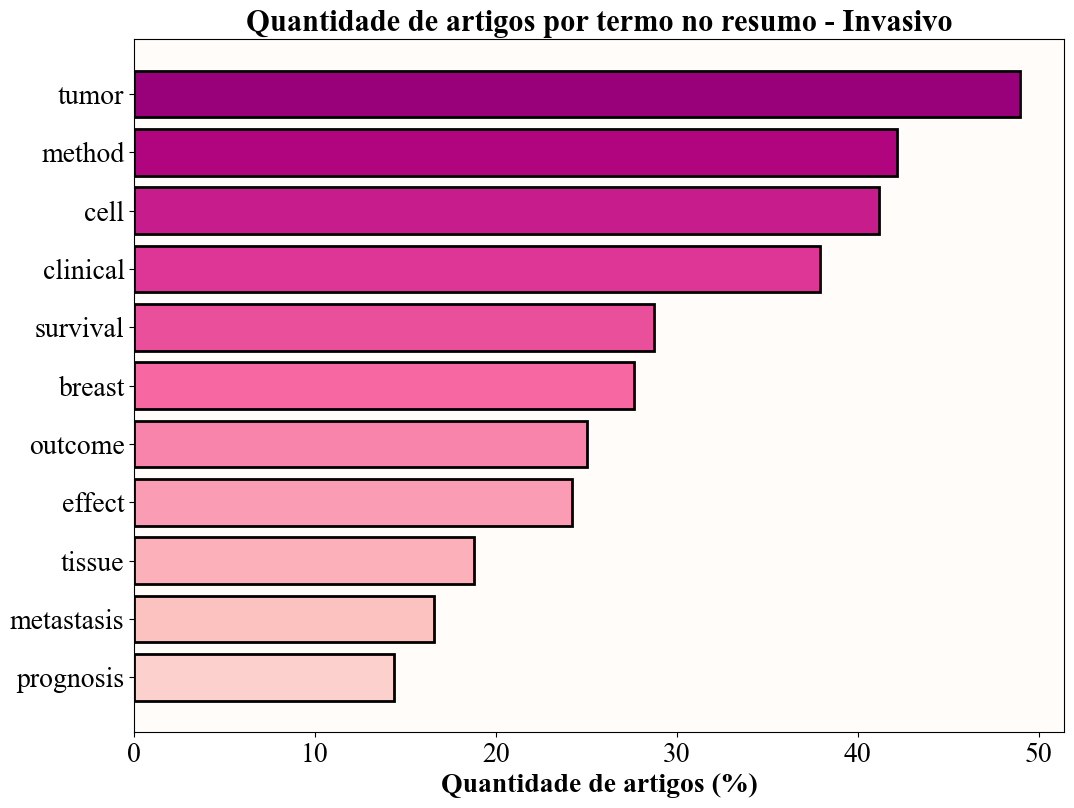 Quantidade de artigos por termo no resumo - Invasivo
tumor
method
cell
clinical
survival
breast
outcome
effect
tissue
metastasis
prognosis
0 10 20 30 40 50
Quantidade de artigos (%)